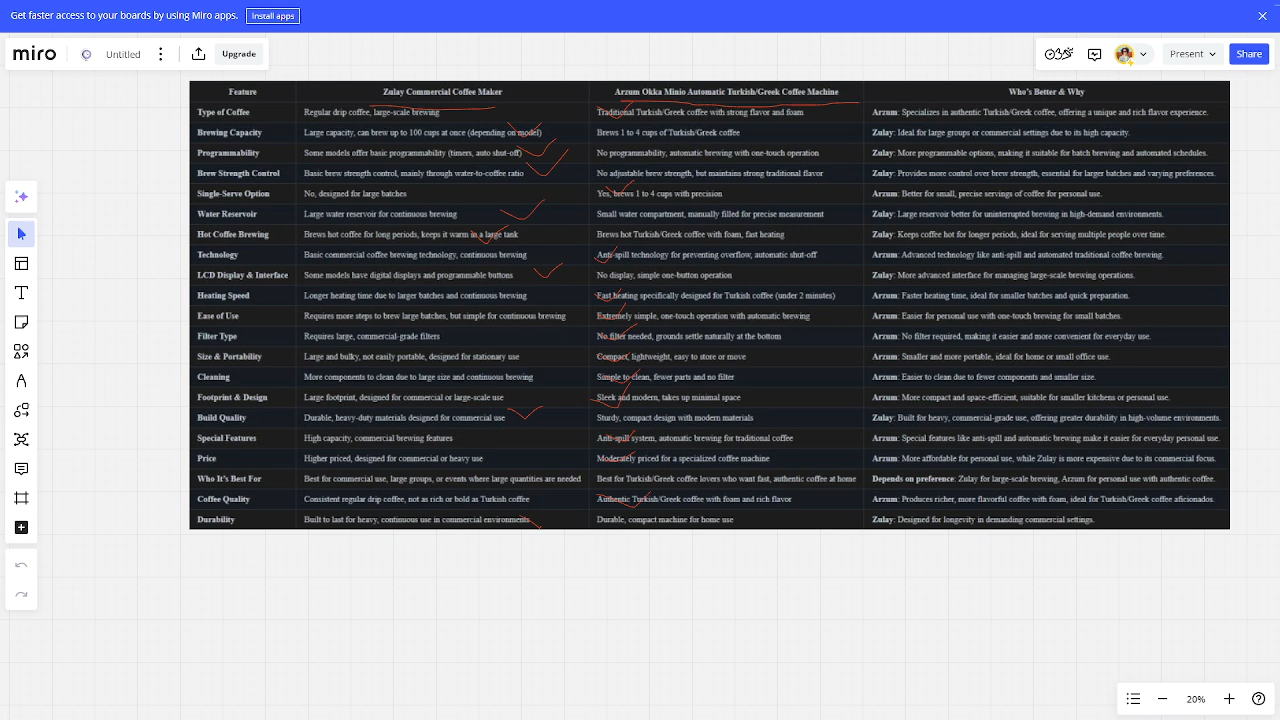 Get faster access to your boards by using desktop and mobile apps. Install apps
miro Untitled Upgrade Present Share
Feature Zulay Commercial Coffee Maker Arzum Okka Minio Automatic Turkish/Greek Coffee Machine Who's Better & Why
Type of Coffee Regular drip coffee, large-scale brewing Traditional Turkish/Greek coffee with strong flavor and foam Arzum: Specializes in authentic Turkish/Greek coffee, offering a unique and rich flavor experience.
Brewing Capacity Large capacity, can brew up to 100 cups at once (depending on model) Brews 1 to 4 cups of Turkish/Greek coffee Zulay: Ideal for large groups or commercial settings due to its high capacity.
Programmability Some models offer basic programmability (timers, auto shut-off) No programmability, automatic brewing with one-touch operation Zulay: More programmable options, making it suitable for batch brewing and automated schedules.
Brew Strength Control Basic brew strength control, mainly through water-to-coffee ratio No adjustable brew strength, but maintains strong traditional flavor Zulay: Provides more control over brew strength, essential for larger batches and varying preferences.
Single-Serve Option No, designed for large batches Yes, brews 1 to 4 cups with precision Arzum: Better for small, precise servings of coffee for personal use.
Water Reservoir Large water reservoir for continuous brewing Small water compartment, manually filled for precise measurement Zulay: Large reservoir better for uninterrupted brewing in high-demand environments.
Hot Coffee Brewing Brews hot coffee for long periods, keeps it warm in a large tank Brews hot Turkish/Greek coffee with foam, fast heating Zulay: Keeps coffee hot for longer periods, ideal for serving multiple people over time.
Technology Basic commercial coffee brewing technology, continuous brewing Anti-spill technology for preventing overflow, automatic shut-off Arzum: Advanced technology like anti-spill and automated traditional coffee brewing.
LCD Display & Interface Some models have digital displays and programmable buttons No display, simple one-button operation Zulay: More advanced interface for managing large-scale brewing operations.
Heating Speed Longer heating time due to larger batches and continuous brewing Fast heating specifically designed for Turkish coffee (under 2 minutes) Arzum: Faster heating time, ideal for smaller batches and quick preparation.
Ease of Use Requires more steps to brew large batches, but simple for continuous brewing Extremely simple, one-touch operation with automatic brewing Arzum: Easier for personal use with one-touch brewing for small batches.
Filter Type Requires large, commercial-grade filters No filter needed, grounds settle naturally at the bottom Arzum: No filter required, making it easier and more convenient for everyday use.
Size & Portability Large and bulky, not easily portable, designed for stationary use Compact, lightweight, easy to store or move Arzum: Smaller and more portable, ideal for home or small office use.
Cleaning More components to clean due to large size and continuous brewing Simple to clean, fewer parts and no filter Arzum: Easier to clean due to fewer components and smaller size.
Footprint & Design Large footprint, designed for commercial or large-scale use Sleek and modern, takes up minimal space Arzum: More compact and space-efficient, suitable for smaller kitchens or personal use.
Build Quality Durable, heavy-duty materials designed for commercial use Sturdy, compact design with modern materials Zulay: Built for heavy, commercial-grade use, offering greater durability in high-volume environments.
Special Features High capacity, commercial brewing features Anti-spill system, automatic brewing for traditional coffee Arzum: Special features like anti-spill and automatic brewing make it easier for everyday personal use.
Price Higher priced, designed for commercial or heavy use Moderately priced for a specialized coffee machine Arzum: More affordable for personal use, while Zulay is more expensive due to its commercial focus.
Who It's Best For Best for commercial use, large groups, or events where large quantities are needed Best for Turkish/Greek coffee lovers who want fast, authentic coffee at home Depends on preference: Zulay for large-scale brewing, Arzum for personal use with authentic coffee.
Coffee Quality Consistent regular drip coffee, not as rich or bold as Turkish coffee Authentic Turkish/Greek coffee with foam and rich flavor Arzum: Produces richer, more flavorful coffee with foam, ideal for Turkish/Greek coffee aficionados.
Durability Built to last for heavy, continuous use in commercial environments Durable, compact machine for home use Zulay: Designed for longevity in demanding commercial settings.
20%